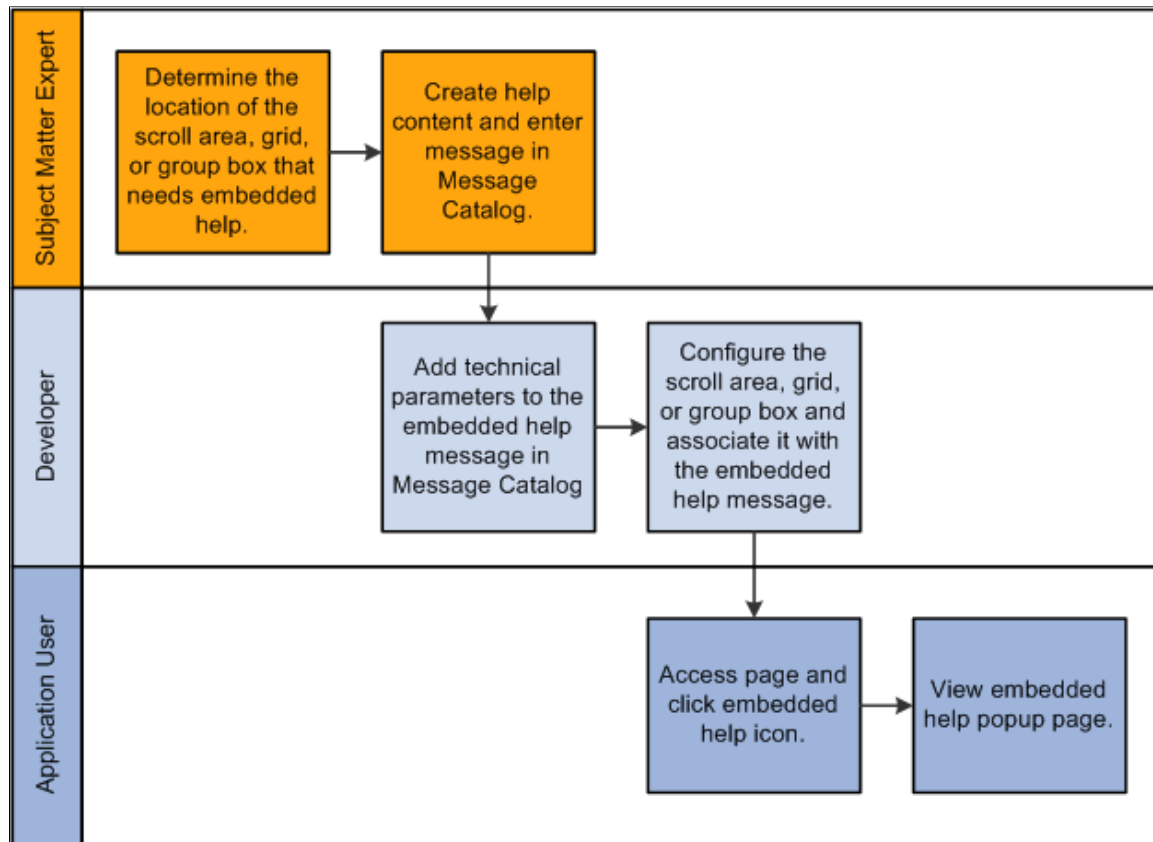 Subject Matter Expert
Determine the
location of the
scroll area, grid,
or group box that
needs embedded
help.
Create help
content and enter
message in
Message
Catalog.
Developer
Add technical
parameters to the
embedded help
message in
Message Catalog
Configure the
scroll area, grid,
or group box and
associate it with
the embedded
help message.
Application User
Access page and
click embedded
help icon.
View embedded
help popup page.